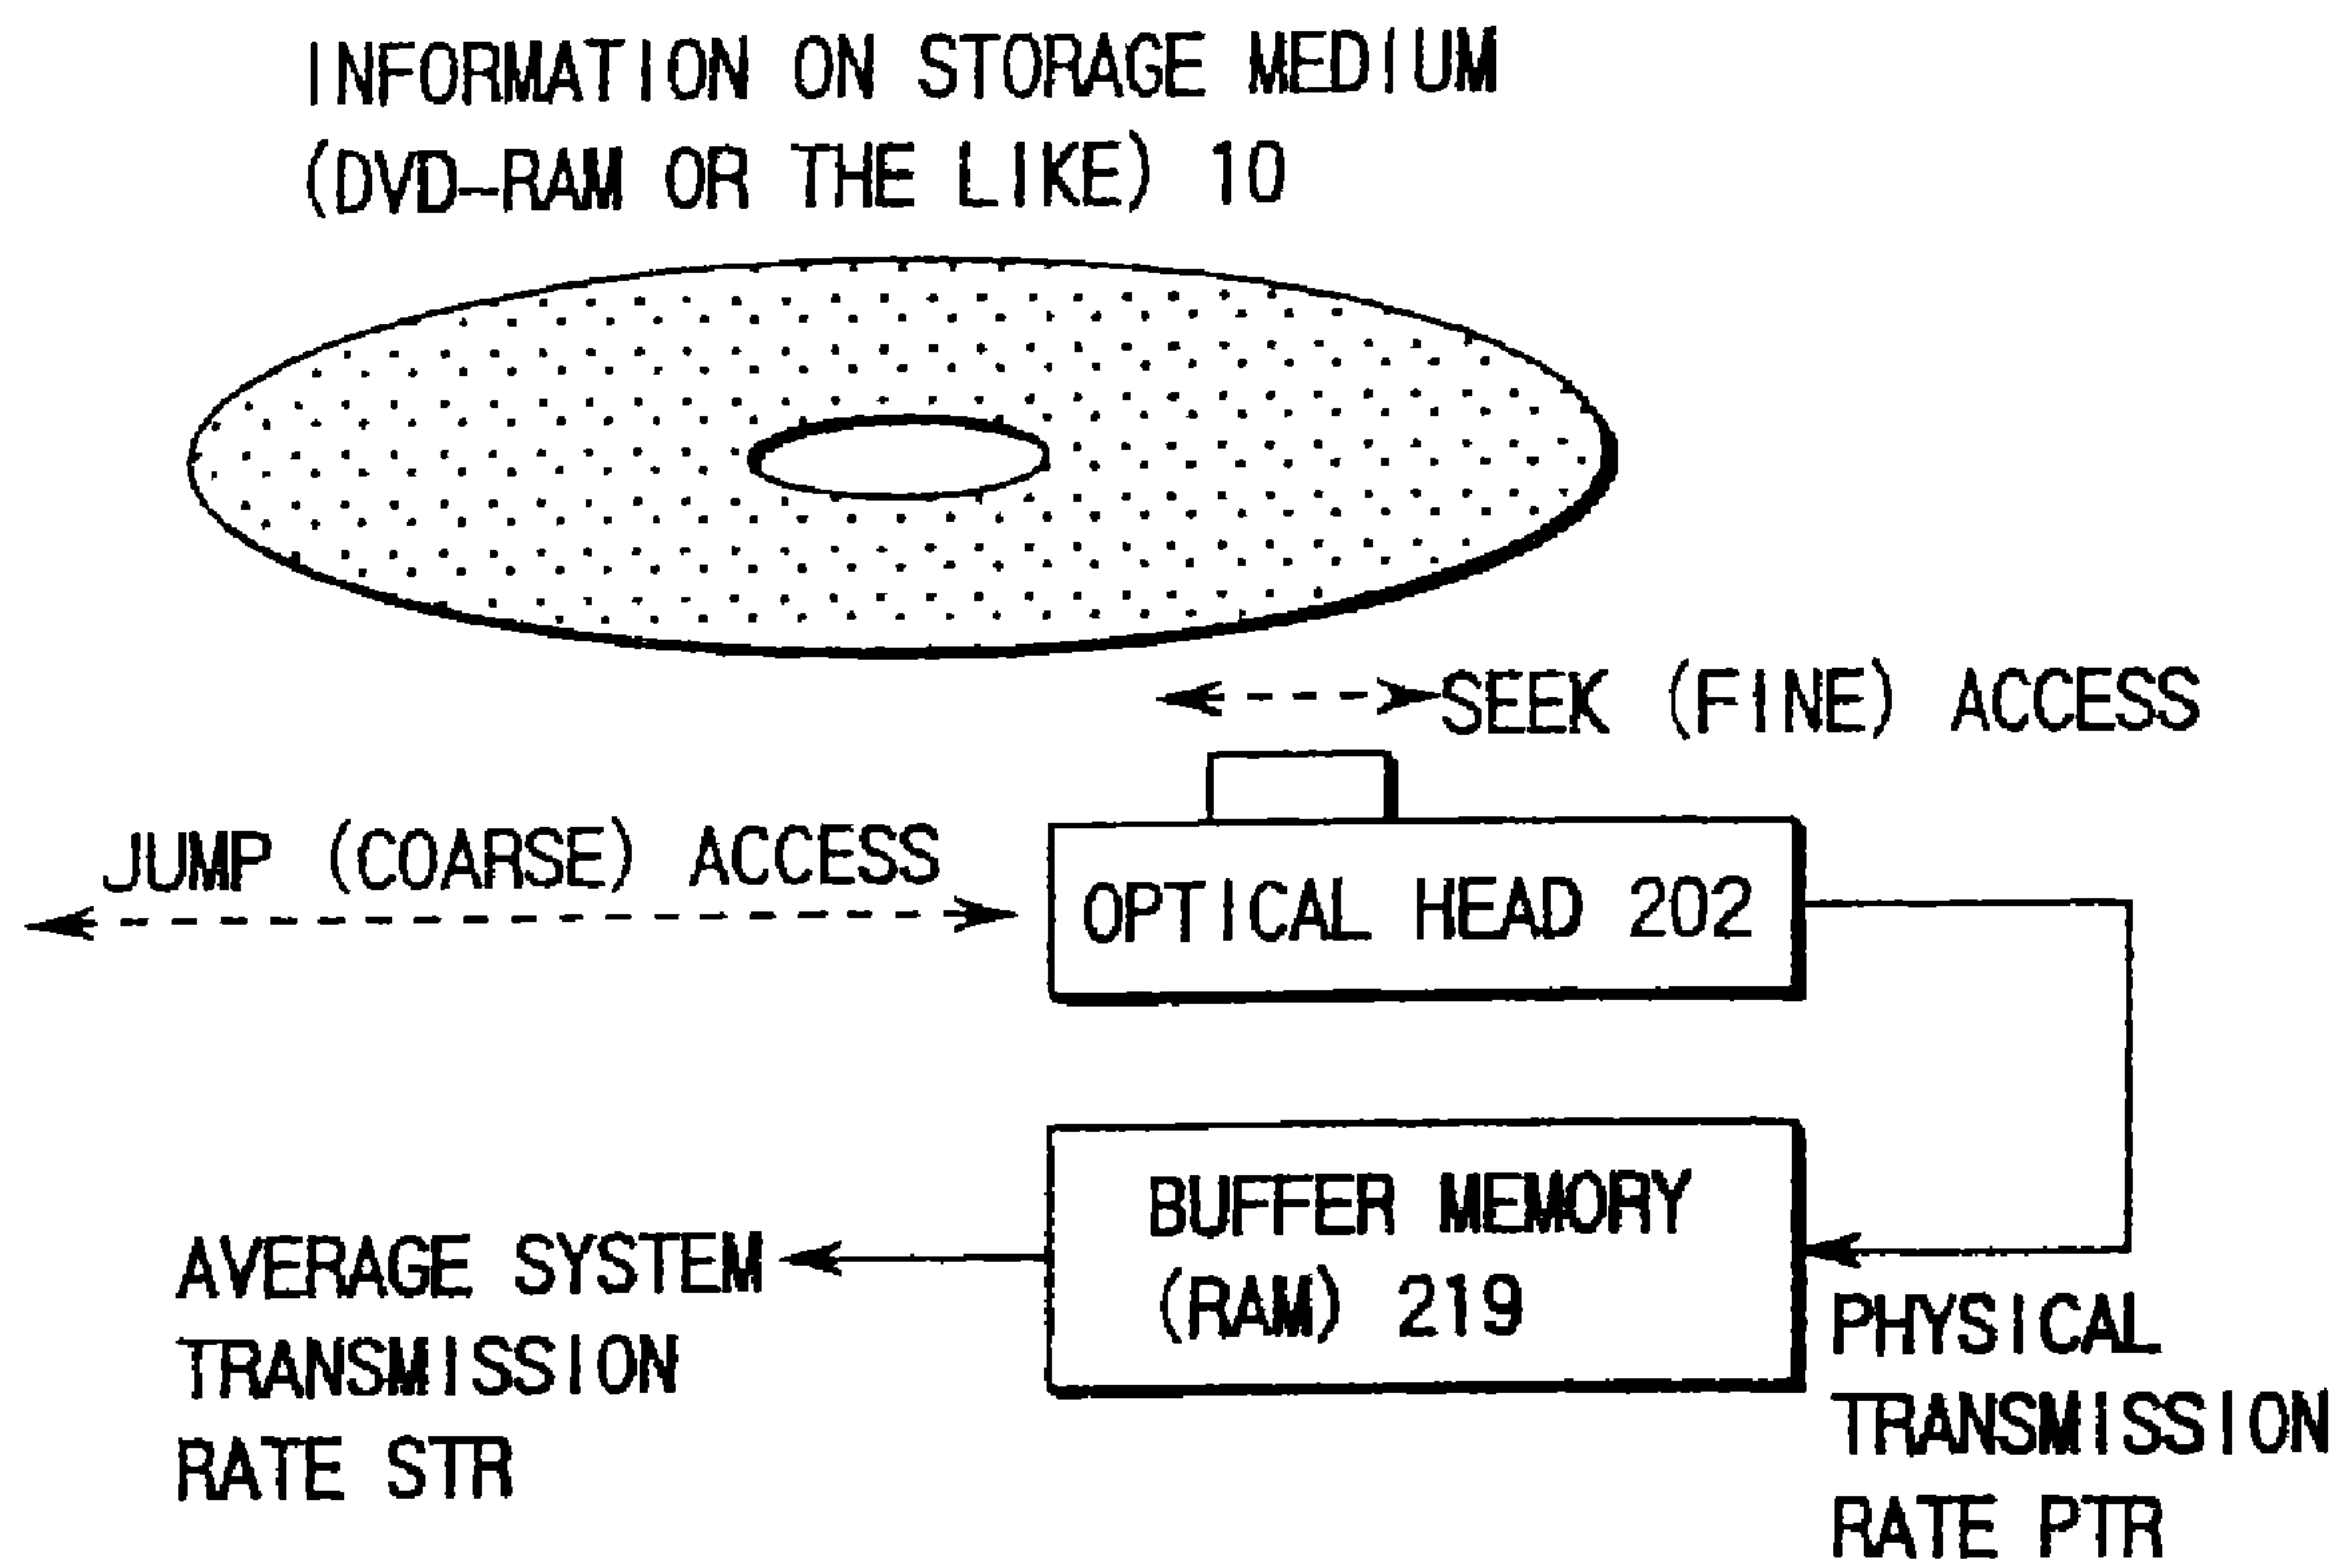 INFORMATION ON STORAGE MEDIUM
(DVD-RAM OR THE LIKE) 10
SEEK (FINE) ACCESS
JUMP (COARSE) ACCESS
OPTICAL HEAD 202
BUFFER MEMORY
(RAM) 219
AVERAGE SYSTEM
TRANSMISSION
RATE STR
PHYSICAL
TRANSMISSION
RATE PTR